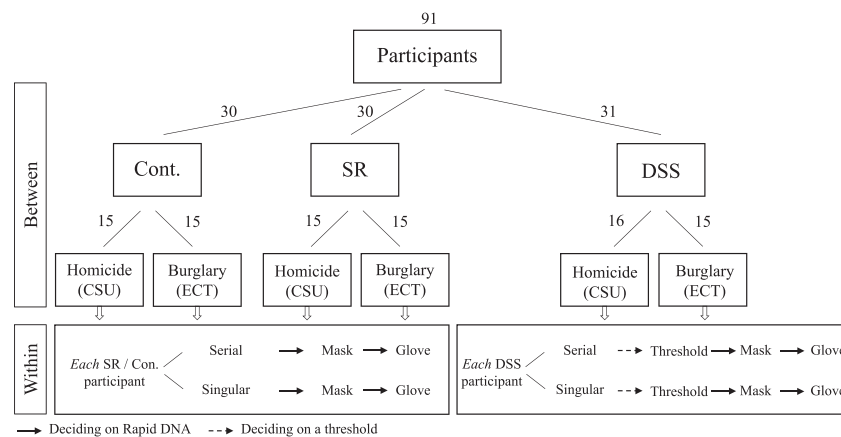 91
Participants
30 30 31
Cont. SR DSS
15 15 15 15 16 15
Between
Homicide (CSU)
Burglary (ECT)
Homicide (CSU)
Burglary (ECT)
Homicide (CSU)
Burglary (ECT)
Within
Each SR / Con. participant
Serial Mask Glove
Singular Mask Glove
Each DSS participant
Serial Threshold Mask Glove
Singular Threshold Mask Glove
Deciding on Rapid DNA Deciding on a threshold